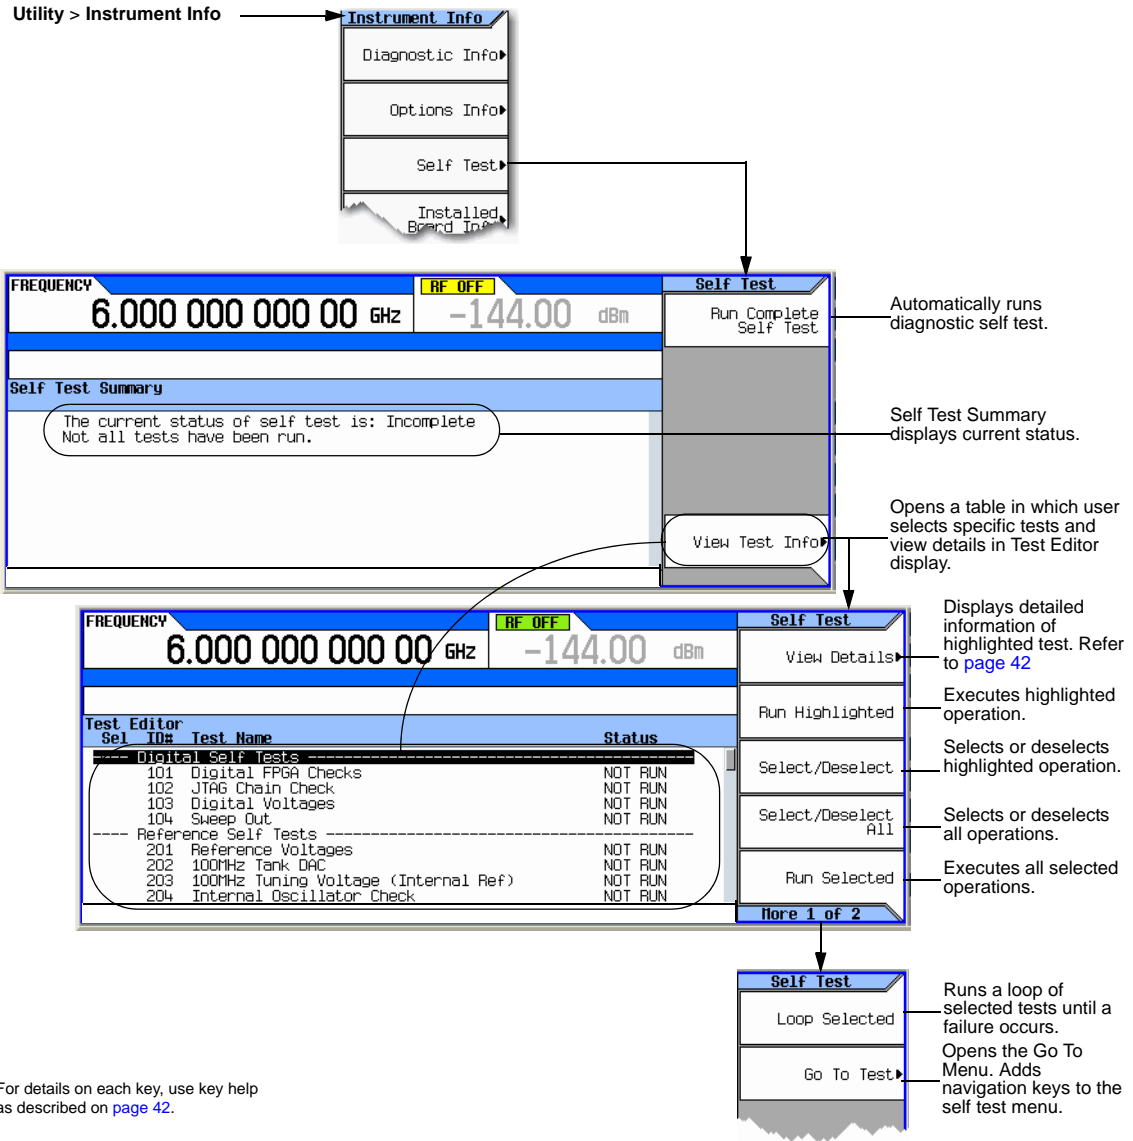 Utility > Instrument Info
Instrument Info
Diagnostic Info
Options Info
Self Test
Installed
Board Info
FREQUENCY
6.000 000 000 00 GHz
RF OFF
-144.00 dBm
Self Test Summary
The current status of self test is: Incomplete
Not all tests have been run.
Self Test
Run Complete
Self Test
View Test Info
Automatically runs
diagnostic self test.
Self Test Summary
displays current status.
Opens a table in which user
selects specific tests and
view details in Test Editor
display.
FREQUENCY
6.000 000 000 00 GHz
RF OFF
-144.00 dBm
Test Editor
Sel ID# Test Name Status
---- Digital Self Tests ----
101 Digital FPGA Checks NOT RUN
102 JTAG Chain Check NOT RUN
103 Digital Voltages NOT RUN
104 Sweep Out NOT RUN
---- Reference Self Tests ----
201 Reference Voltages NOT RUN
202 100MHz Tank DAC NOT RUN
203 100MHz Tuning Voltage (Internal Ref) NOT RUN
204 Internal Oscillator Check NOT RUN
Self Test
View Details
Run Highlighted
Select/Deselect
Select/Deselect
All
Run Selected
More 1 of 2
Displays detailed
information of
highlighted test. Refer
to page 42
Executes highlighted
operation.
Selects or deselects
highlighted operation.
Selects or deselects
all operations.
Executes all selected
operations.
Self Test
Loop Selected
Go To Test
Runs a loop of
selected tests until a
failure occurs.
Opens the Go To
Menu. Adds
navigation keys to the
self test menu.
For details on each key, use key help
as described on page 42.